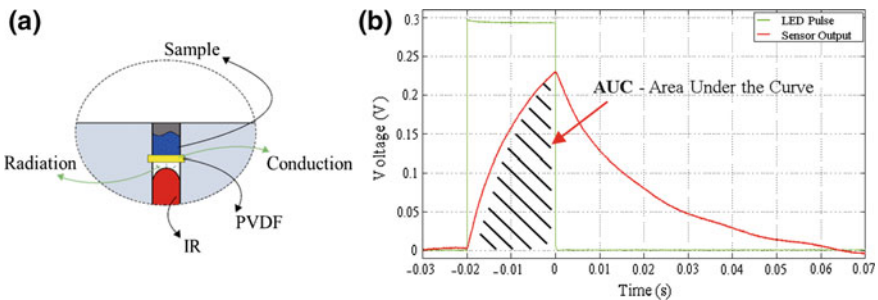 (a)
Sample
Radiation
Conduction
PVDF
IR
(b)
LED Pulse
Sensor Output
AUC - Area Under the Curve
Voltage (V)
0.3
0.25
0.2
0.15
0.1
0.05
0
-0.03 -0.02 -0.01 0 0.01 0.02 0.03 0.04 0.05 0.06 0.07
Time (s)